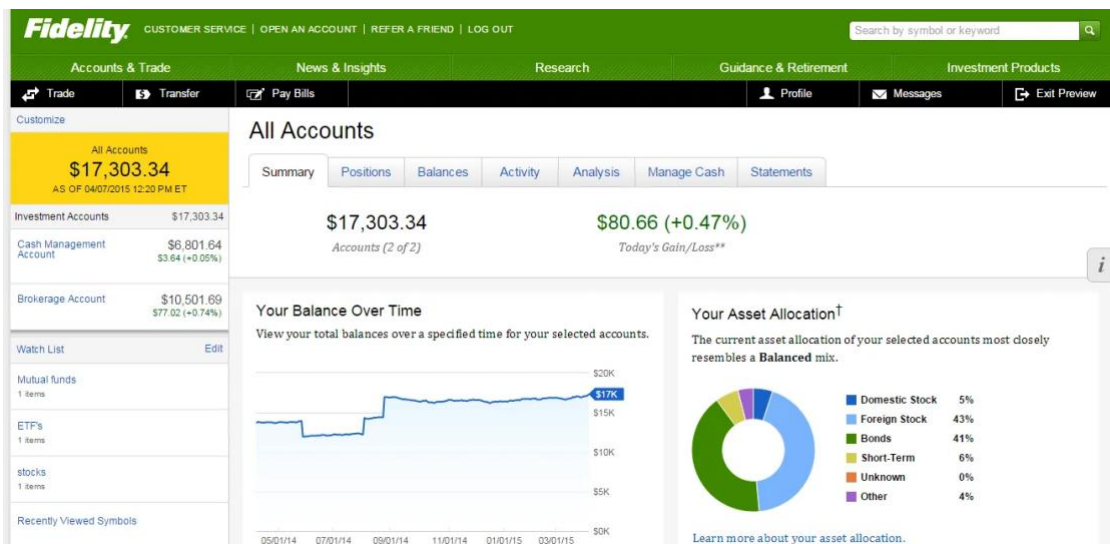 Fidelity CUSTOMER SERVICE | OPEN AN ACCOUNT | REFER A FRIEND | LOG OUT
Search by symbol or keyword
Accounts & Trade News & Insights Research Guidance & Retirement Investment Products
Trade Transfer Pay Bills Profile Messages Exit Preview
Customize
All Accounts
$17,303.34
AS OF 04/07/2015 12:20 PM ET
Investment Accounts $17,303.34
Cash Management Account $6,801.64
$3.64 (+0.05%)
Brokerage Account $10,501.69
$77.02 (+0.74%)
Watch List Edit
Mutual funds
1 items
ETF's
1 items
stocks
1 items
Recently Viewed Symbols
All Accounts
Summary Positions Balances Activity Analysis Manage Cash Statements
$17,303.34
Accounts (2 of 2)
$80.66 (+0.47%)
Today's Gain/Loss**
i
Your Balance Over Time
View your total balances over a specified time for your selected accounts.
$20K
$17K
$15K
$10K
$5K
$0K
05/01/14 07/01/14 09/01/14 11/01/14 01/01/15 03/01/15
Your Asset Allocation†
The current asset allocation of your selected accounts most closely
resembles a Balanced mix.
Domestic Stock 5%
Foreign Stock 43%
Bonds 41%
Short-Term 6%
Unknown 0%
Other 4%
Learn more about your asset allocation.